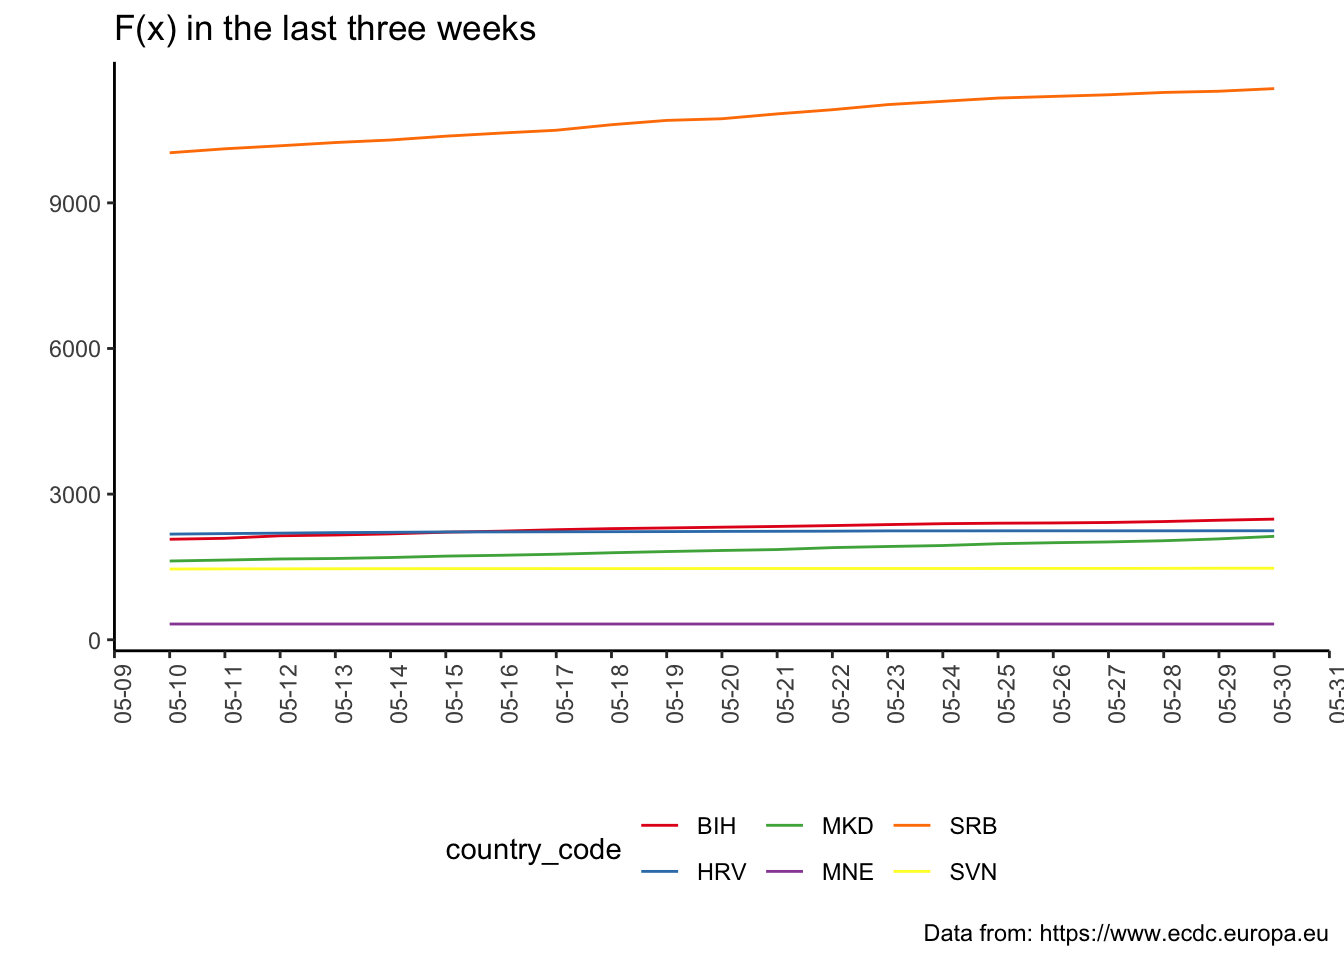 F(x) in the last three weeks
9000
6000
3000
0
05-09 05-10 05-11 05-12 05-13 05-14 05-15 05-16 05-17 05-18 05-19 05-20 05-21 05-22 05-23 05-24 05-25 05-26 05-27 05-28 05-29 05-30 05-31
country_code
BIH MKD SRB
HRV MNE SVN
Data from: https://www.ecdc.europa.eu